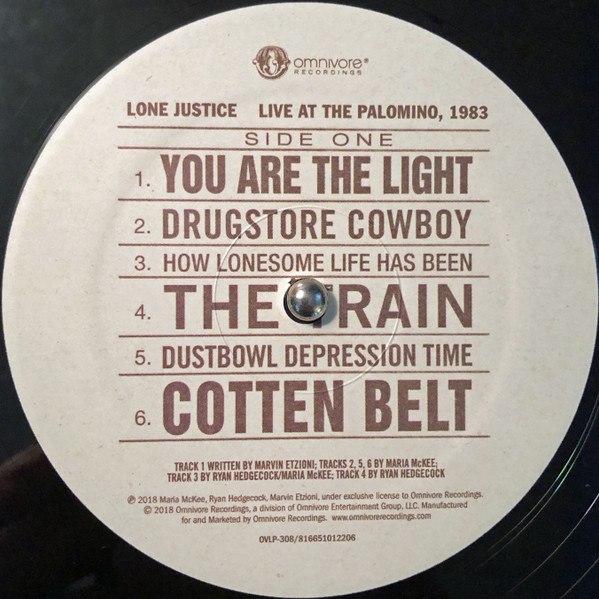 omnivore®
RECORDINGS
LONE JUSTICE LIVE AT THE PALOMINO, 1983
SIDE ONE
1. YOU ARE THE LIGHT
2. DRUGSTORE COWBOY
3. HOW LONESOME LIFE HAS BEEN
4. THE TRAIN
5. DUSTBOWL DEPRESSION TIME
6. COTTEN BELT
TRACK 1 WRITTEN BY MARVIN ETZIONI; TRACKS 2, 5, 6 BY MARIA McKEE;
TRACK 3 BY RYAN HEDGECOCK/MARIA McKEE; TRACK 4 BY RYAN HEDGECOCK
℗ 2018 Maria McKee, Ryan Hedgecock, Marvin Etzioni, under exclusive license to Omnivore Recordings.
© 2018 Omnivore Recordings, a division of Omnivore Entertainment Group, LLC. Manufactured
for and Marketed by Omnivore Recordings. www.omnivorerecordings.com
OVLP-308/816651012206